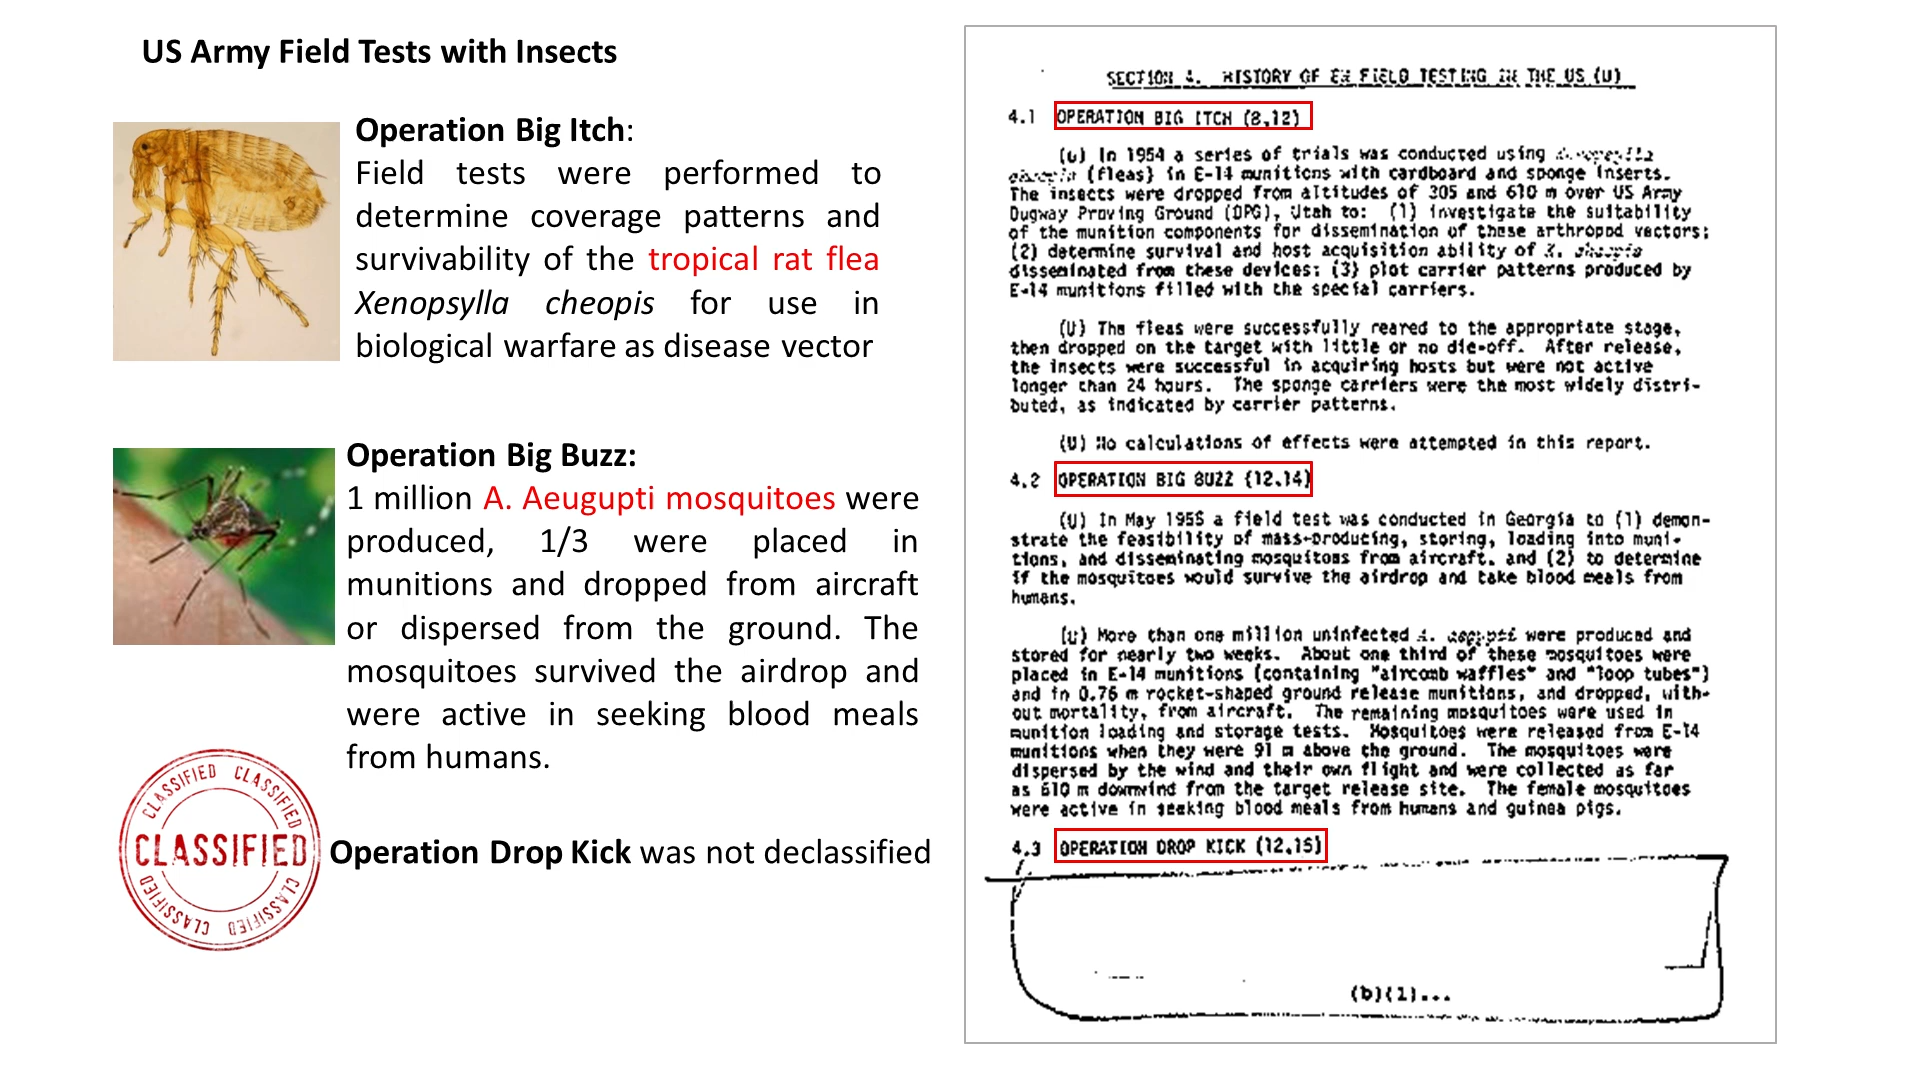 US Army Field Tests with Insects
Operation Big Itch:
Field tests were performed to
determine coverage patterns and
survivability of the tropical rat flea
Xenopsylla cheopis for use in
biological warfare as disease vector
Operation Big Buzz:
1 million A. Aeugupti mosquitoes were
produced, 1/3 were placed in
munitions and dropped from aircraft
or dispersed from the ground. The
mosquitoes survived the airdrop and
were active in seeking blood meals
from humans.
CLASSIFIED CLASSIFIED
CLASSIFIED
CLASSIFIED CLASSIFIED
CLASSIFIED CLASSIFIED
Operation Drop Kick was not declassified
SECTION 4. HISTORY OF FIELD TESTING IN THE US (U)
4.1 OPERATION BIG ITCH (8,12)
(U) In 1954 a series of trials was conducted using
(fleas) in E-14 munitions with cardboard and sponge inserts.
The insects were dropped from altitudes of 305 and 610 m over US Army
Dugway Proving Ground (DPG), Utah to: (1) investigate the suitability
of the munition components for dissemination of these arthropod vectors;
(2) determine survival and host acquisition ability of X. cheopis
disseminated from these devices; (3) plot carrier patterns produced by
E-14 munitions filled with the special carriers.
(U) The fleas were successfully reared to the appropriate stage,
then dropped on the target with little or no die-off. After release,
the insects were successful in acquiring hosts but were not active
longer than 24 hours. The sponge carriers were the most widely distri-
buted, as indicated by carrier patterns.
(U) No calculations of effects were attempted in this report.
4.2 OPERATION BIG BUZZ (12,14)
(U) In May a field test was conducted in Georgia to (1) demon-
strate the feasibility of mass-producing, storing, loading into muni-
tions, and disseminating mosquitoes from aircraft, and (2) to determine
if the mosquitoes would survive the airdrop and take blood meals from
humans.
(U) More than one million uninfected A. aegypti were produced and
stored for nearly two weeks. About one third of these mosquitoes were
placed in E-14 munitions (containing "aircomb waffles" and "loop tubes")
and in 0.76 m rocket-shaped ground release munitions, and dropped, with-
out mortality, from aircraft. The remaining mosquitoes were used in
munition loading and storage tests. Mosquitoes were released from E-14
munitions when they were 91 m above the ground. The mosquitoes were
dispersed by the wind and their own flight and were collected as far
as 610 m downwind from the target release site. The female mosquitoes
were active in seeking blood meals from humans and guinea pigs.
4.3 OPERATION DROP KICK (12,15)
(b)(1)...